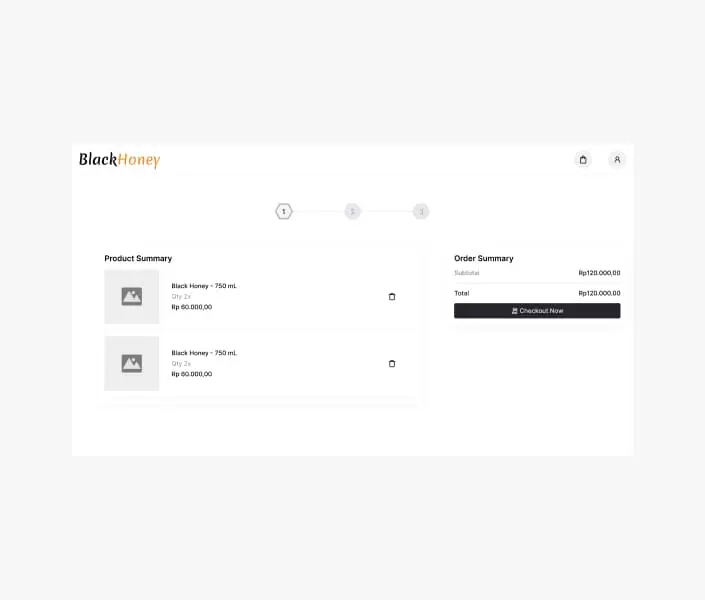 BlackHoney
1
2
3
Product Summary
Black Honey - 750 mL
Qty 2x
Rp 60.000,00
Black Honey - 750 mL
Qty 2x
Rp 60.000,00
Order Summary
Subtotal Rp120.000,00
Total Rp120.000,00
Checkout Now